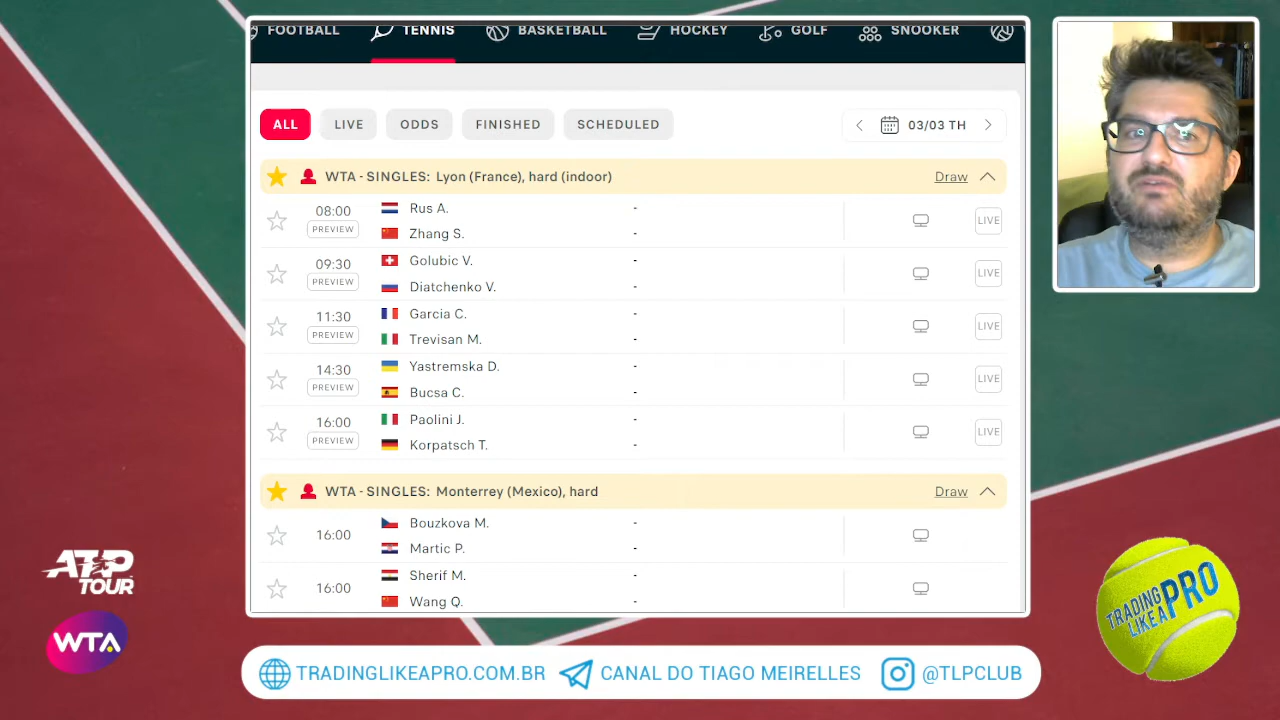 FOOTBALL TENNIS BASKETBALL HOCKEY GOLF SNOOKER
ALL LIVE ODDS FINISHED SCHEDULED 03/03 TH
WTA - SINGLES: Lyon (France), hard (indoor) Draw
08:00 Rus A. -
PREVIEW Zhang S. - LIVE
09:30 Golubic V. -
PREVIEW Diatchenko V. - LIVE
11:30 Garcia C. -
PREVIEW Trevisan M. - LIVE
14:30 Yastremska D. -
PREVIEW Bucsa C. - LIVE
16:00 Paolini J. -
PREVIEW Korpatsch T. - LIVE
WTA - SINGLES: Monterrey (Mexico), hard Draw
16:00 Bouzkova M. -
Martic P. -
16:00 Sherif M. -
Wang Q. -
ATP
TOUR
WTA
TRADING
LIKE A PRO
TRADINGLIKEAPRO.COM.BR CANAL DO TIAGO MEIRELLES @TLPCLUB